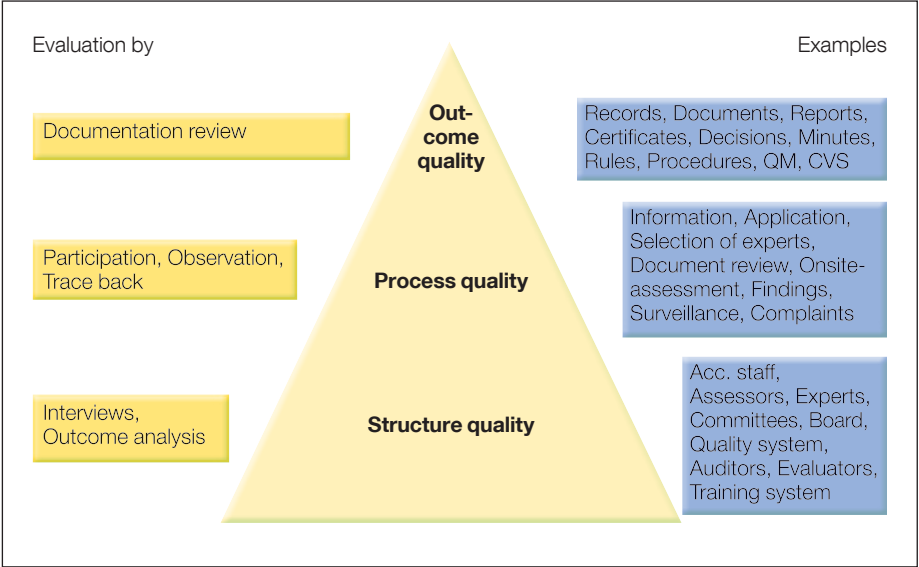 Evaluation by
Examples
Documentation review
Out-
come
quality
Records, Documents, Reports,
Certificates, Decisions, Minutes,
Rules, Procedures, QM, CVS
Participation, Observation,
Trace back
Process quality
Information, Application,
Selection of experts,
Document review, Onsite-
assessment, Findings,
Surveillance, Complaints
Interviews,
Outcome analysis
Structure quality
Acc. staff,
Assessors, Experts,
Committees, Board,
Quality system,
Auditors, Evaluators,
Training system